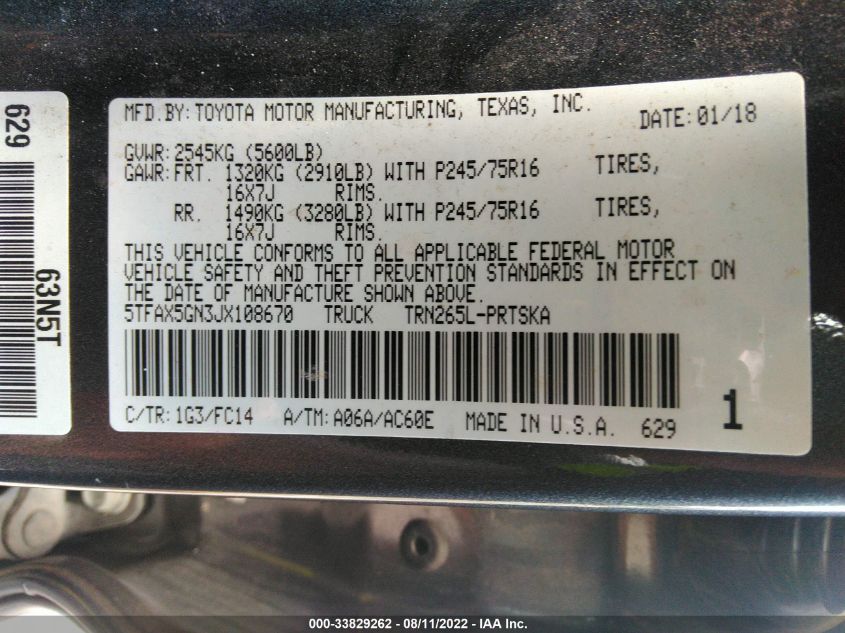 629
63N5T
MFD.BY: TOYOTA MOTOR MANUFACTURING, TEXAS, INC.
DATE: 01/18
GVWR: 2545KG (5600LB)
GAWR: FRT. 1320KG (2910LB) WITH P245/75R16 TIRES,
16X7J RIMS.
RR. 1490KG (3280LB) WITH P245/75R16 TIRES,
16X7J RIMS.
THIS VEHICLE CONFORMS TO ALL APPLICABLE FEDERAL MOTOR
VEHICLE SAFETY AND THEFT PREVENTION STANDARDS IN EFFECT ON
THE DATE OF MANUFACTURE SHOWN ABOVE.
5TFAX5GN3JX108670 TRUCK TRN265L-PRTSKA
C/TR: 1G3/FC14 A/TM: A06A/AC60E MADE IN U.S.A. 629
1
000-33829262 - 08/11/2022 - IAA Inc.